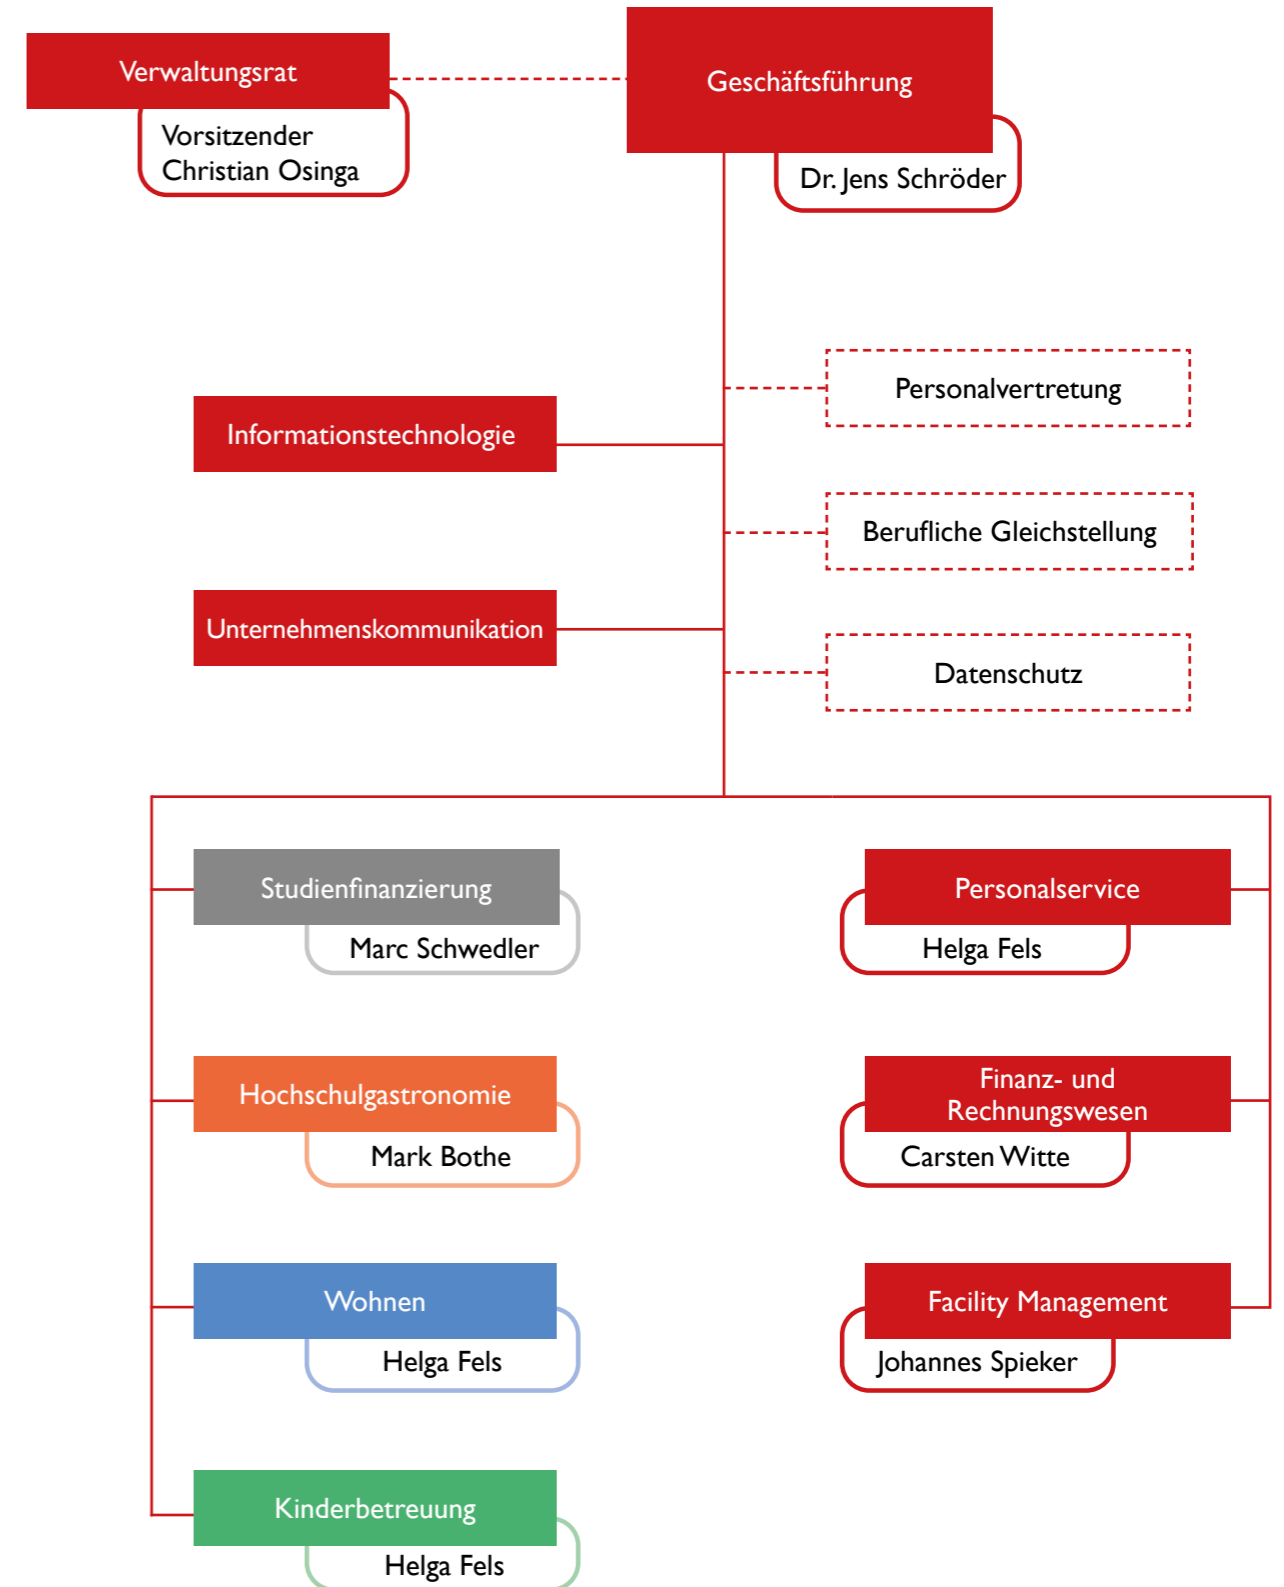 Verwaltungsrat
Vorsitzender
Christian Osinga
Geschäftsführung
Dr. Jens Schröder
Personalvertretung
Informationstechnologie
Berufliche Gleichstellung
Unternehmenskommunikation
Datenschutz
Studienfinanzierung
Marc Schwedler
Personalservice
Helga Fels
Hochschulgastronomie
Mark Bothe
Finanz- und
Rechnungswesen
Carsten Witte
Wohnen
Helga Fels
Facility Management
Johannes Spieker
Kinderbetreuung
Helga Fels